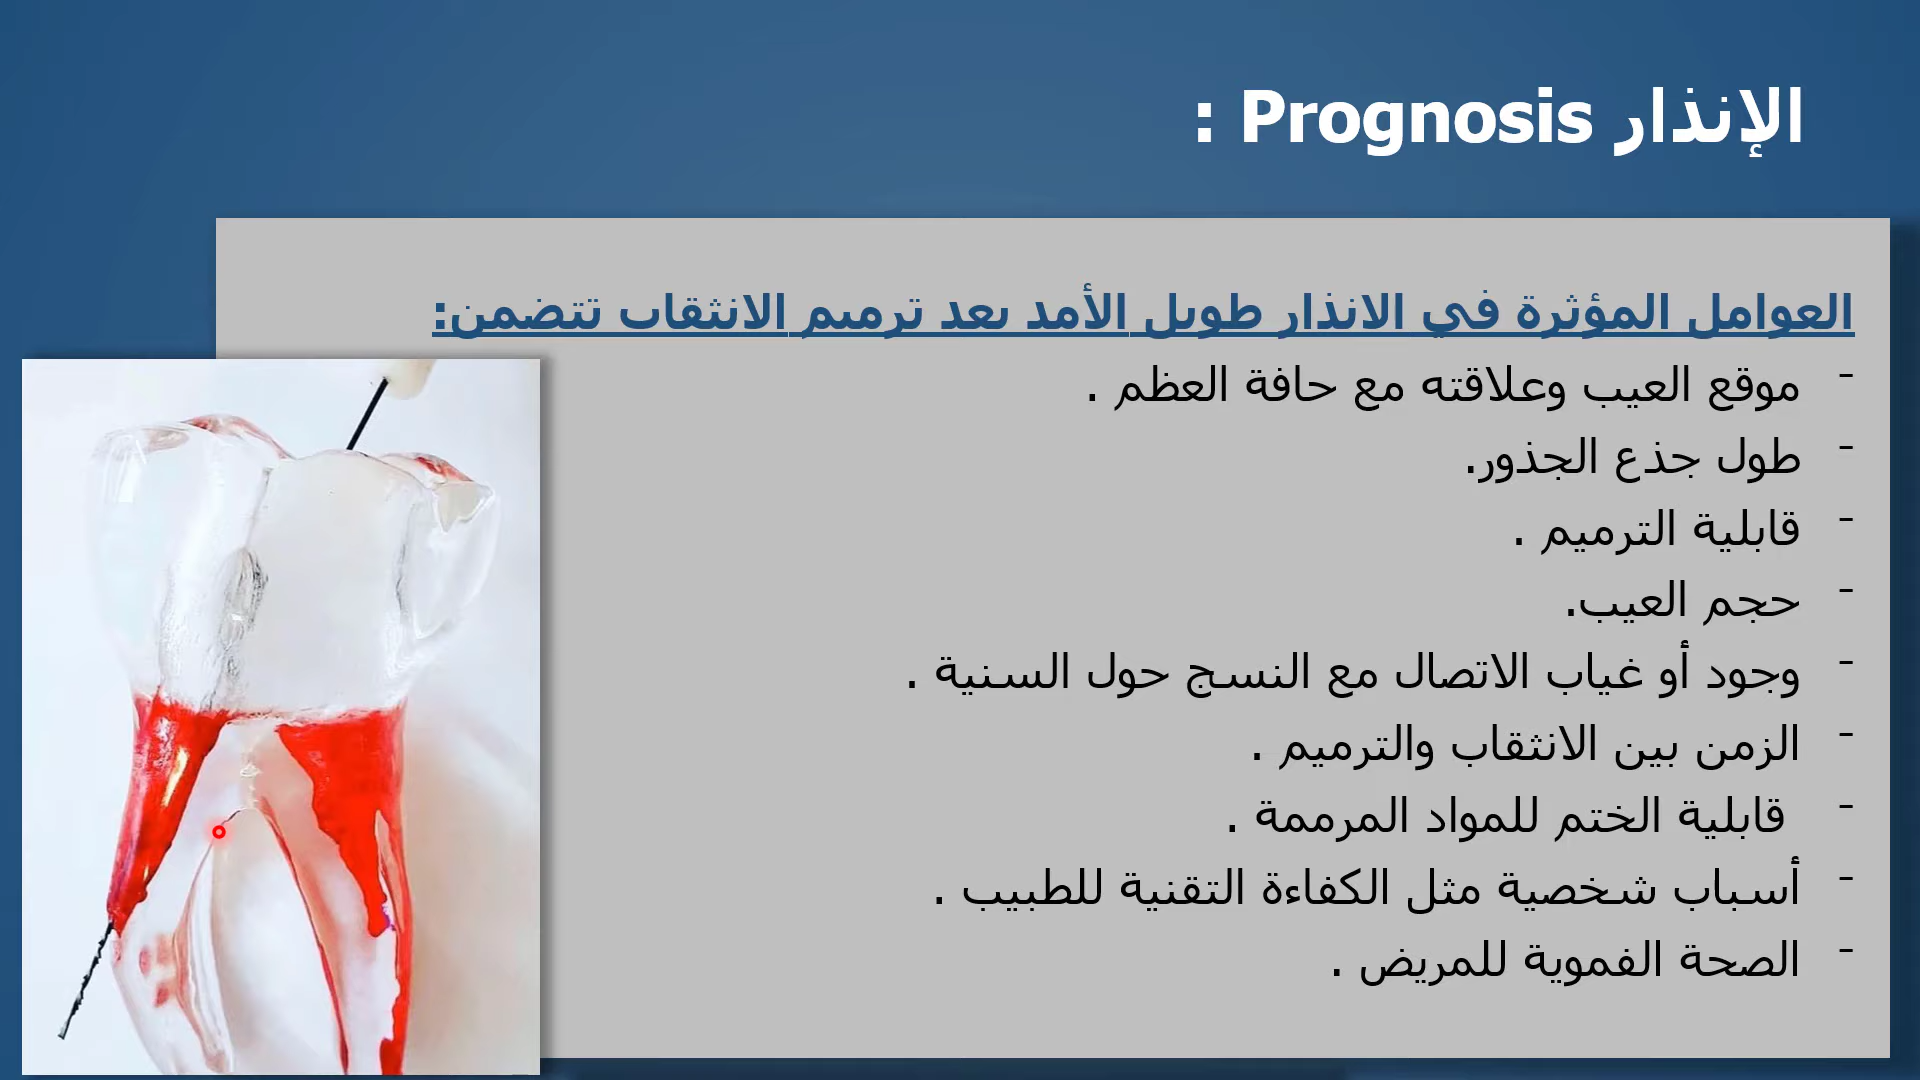 الإنذار Prognosis :
العوامل المؤثرة في الانذار طويل الأمد بعد ترميم الانثقاب تتضمن:
- موقع العيب وعلاقته مع حافة العظم .
- طول جذع الجذور.
- قابلية الترميم .
- حجم العيب.
- وجود أو غياب الاتصال مع النسج حول السنية .
- الزمن بين الانثقاب والترميم .
- قابلية الختم للمواد المرممة .
- أسباب شخصية مثل الكفاءة التقنية للطبيب .
- الصحة الفموية للمريض .